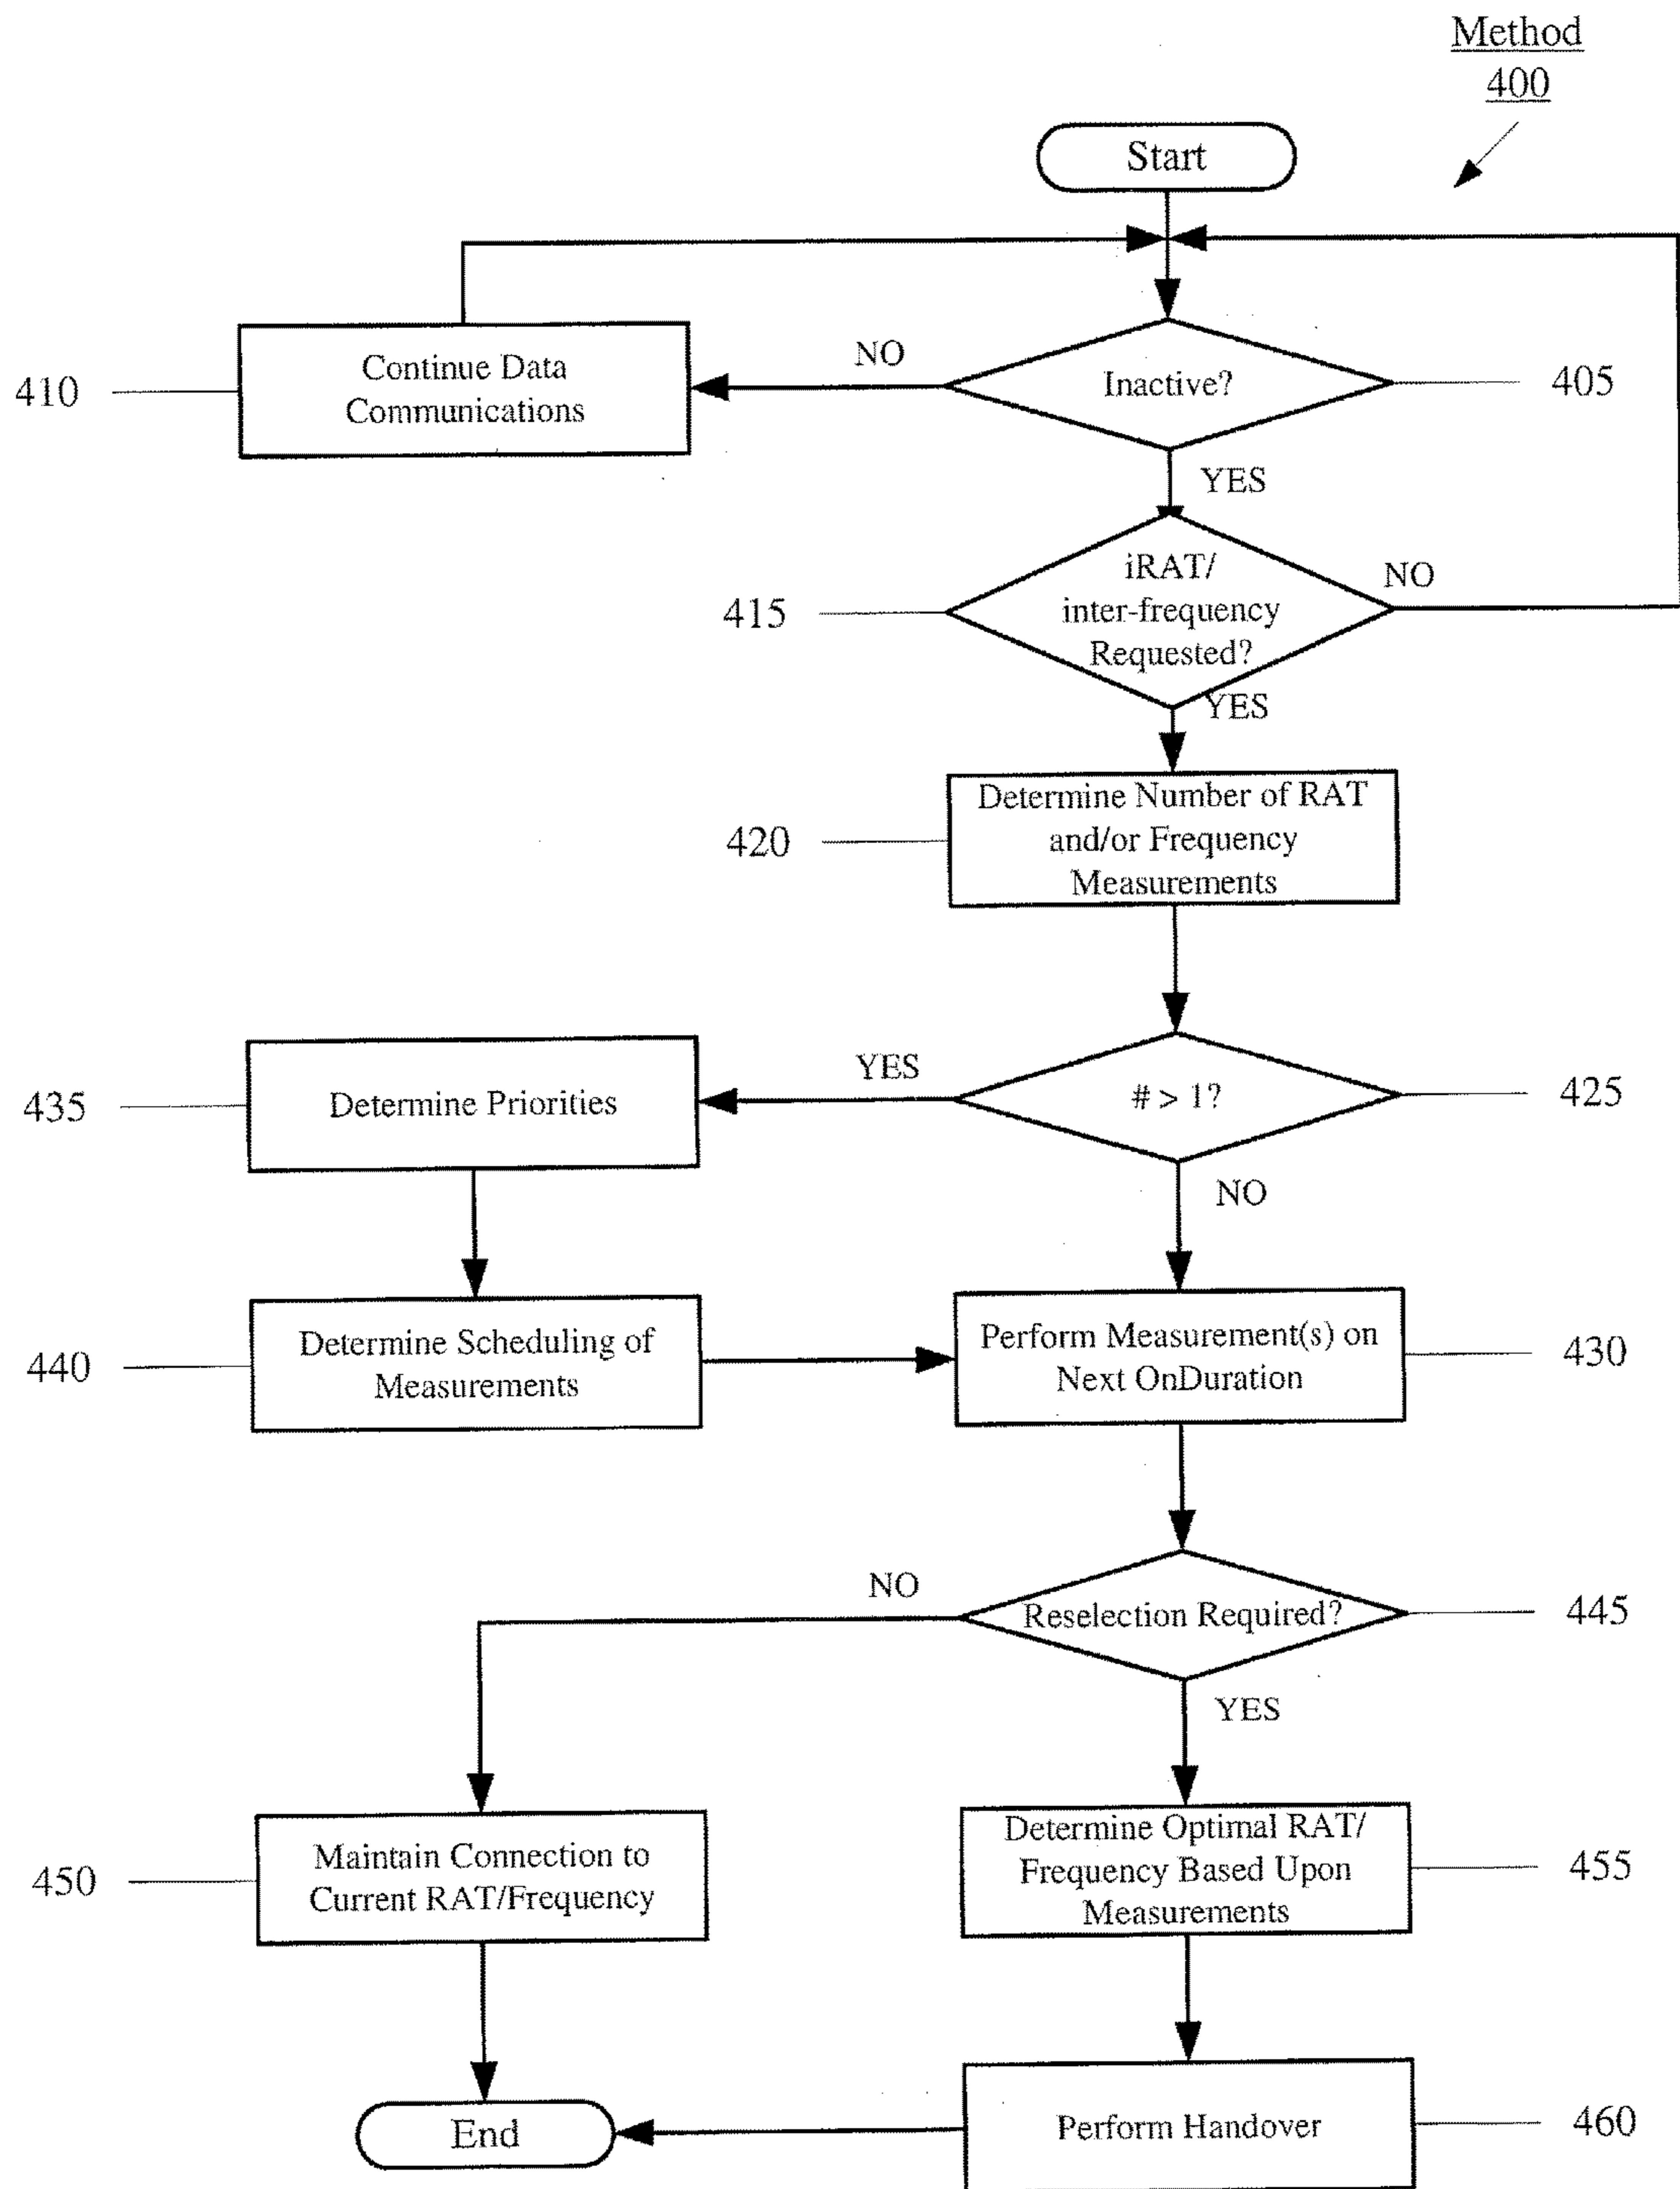 Method
400
Start
NO
Continue Data
Communications
410
Inactive?
405
YES
iRAT/
inter-frequency
Requested?
NO
415
YES
Determine Number of RAT
and/or Frequency
Measurements
420
YES
# > 1?
425
435
Determine Priorities
NO
Determine Scheduling of
Measurements
440
Perform Measurement(s) on
Next OnDuration
430
NO
Reselection Required?
445
YES
Maintain Connection to
Current RAT/Frequency
450
Determine Optimal RAT/
Frequency Based Upon
Measurements
455
End
Perform Handover
460